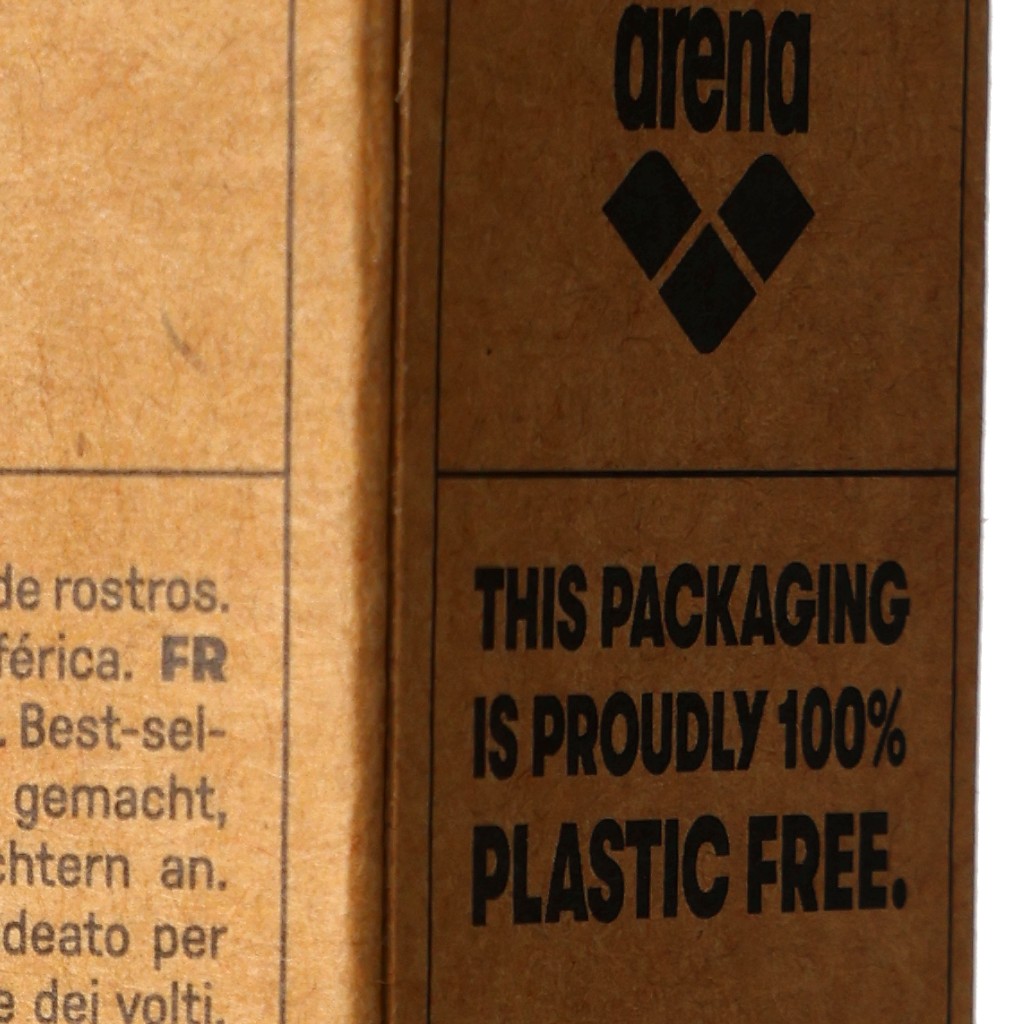 de rostros.
férica. FR
. Best-sel-
gemacht,
chtern an.
deato per
e dei volti.
arena
THIS PACKAGING
IS PROUDLY 100%
PLASTIC FREE.